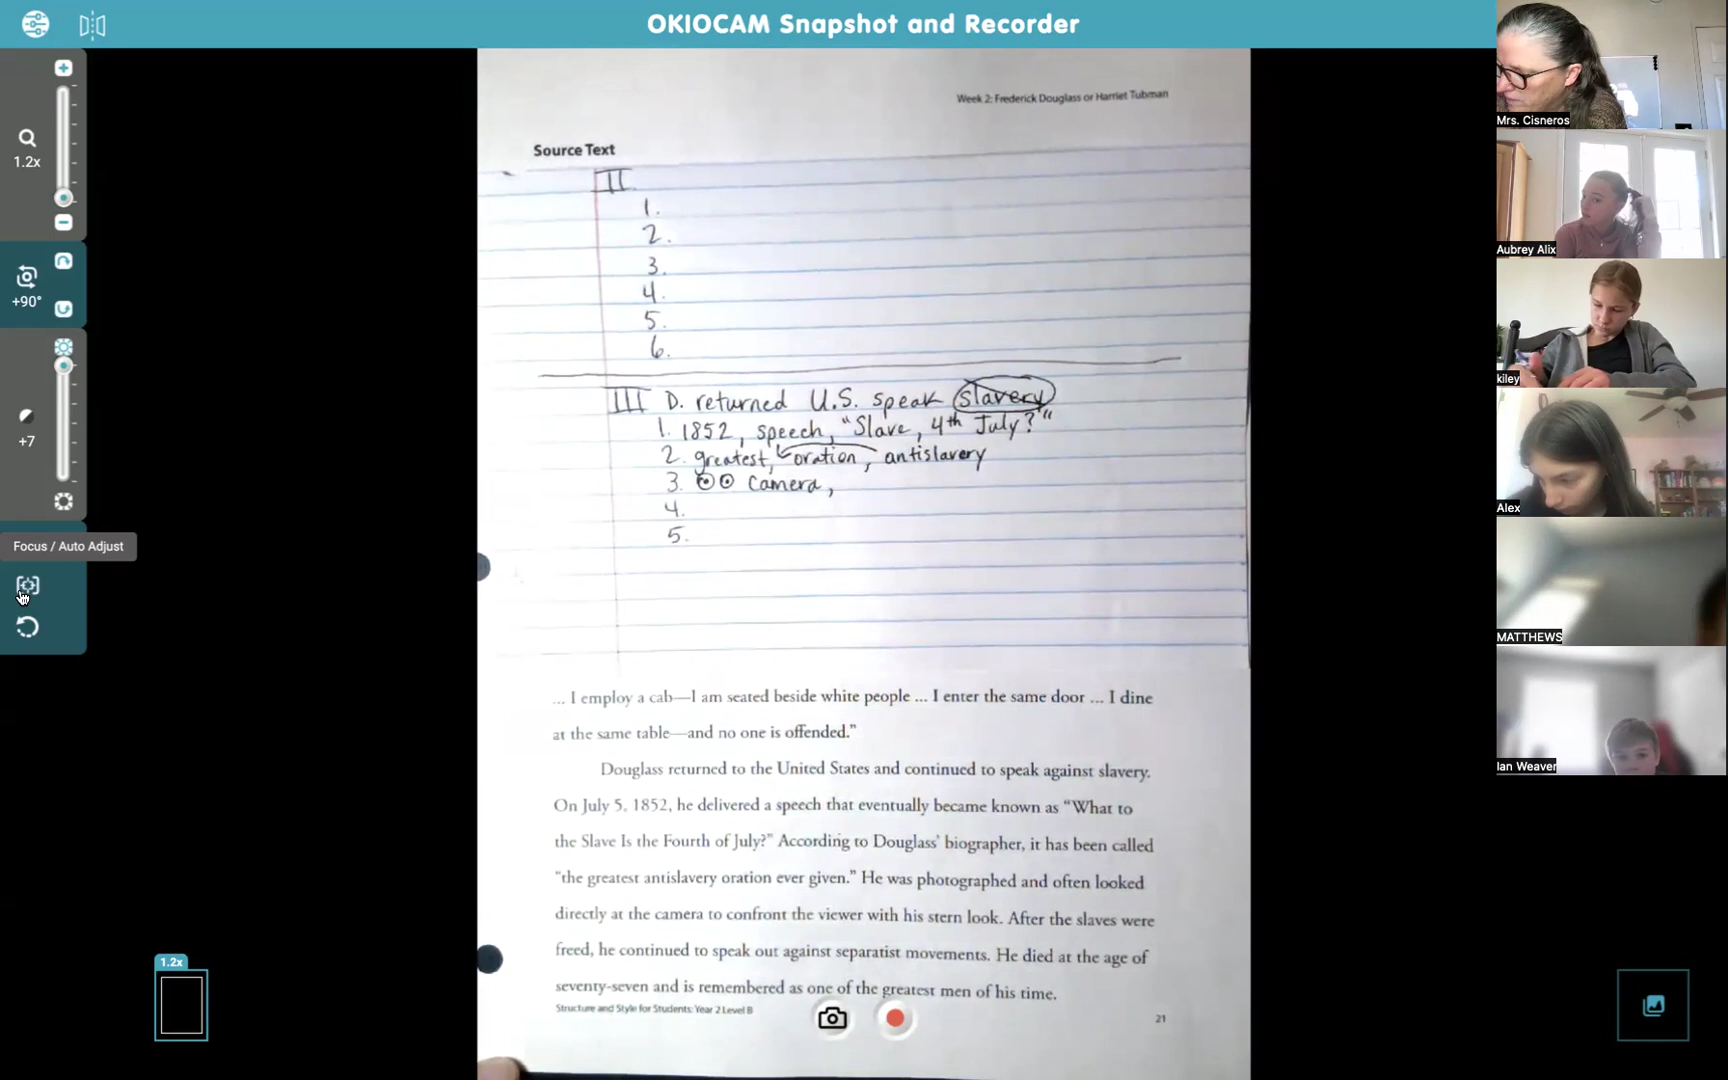 OKIOCAM Snapshot and Recorder
1.2x
+90°
+7
Focus / Auto Adjust
1.2x
Week 2: Frederick Douglass or Harriet Tubman
Source Text
II
1.
2.
3.
4.
5.
6.
III D. returned U.S. speak slavery
1. 1852, speech, "Slave, 4th July?"
2. greatest, oration, antislavery
3. camera,
4.
5.
... I employ a cab—I am seated beside white people ... I enter the same door ... I dine
at the same table—and no one is offended."
Douglass returned to the United States and continued to speak against slavery.
On July 5, 1852, he delivered a speech that eventually became known as "What to
the Slave Is the Fourth of July?" According to Douglass' biographer, it has been called
"the greatest antislavery oration ever given." He was photographed and often looked
directly at the camera to confront the viewer with his stern look. After the slaves were
freed, he continued to speak out against separatist movements. He died at the age of
seventy-seven and is remembered as one of the greatest men of his time.
Structure and Style for Students: Year 2 Level B
21
Mrs. Cisneros
Aubrey Alix
kiley
Alex
MATTHEWS
Ian Weaver